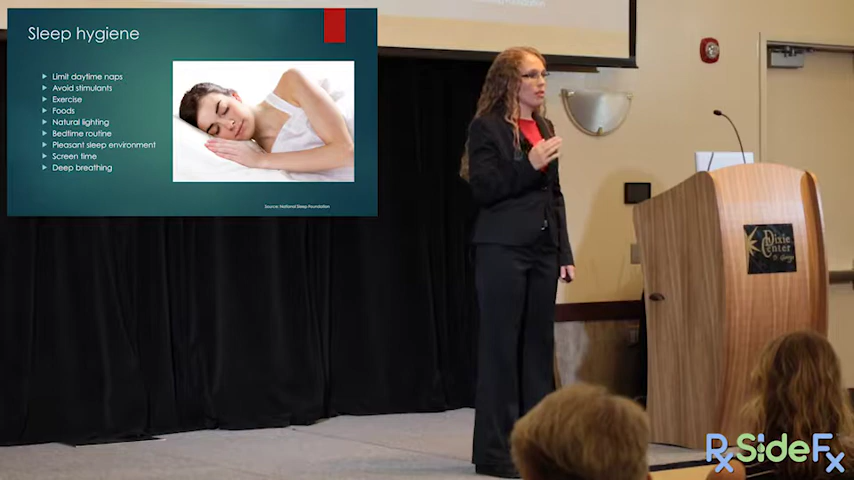 Sleep hygiene
Limit daytime naps
Avoid stimulants
Exercise
Foods
Natural lighting
Bedtime routine
Pleasant sleep environment
Screen time
Deep breathing
Source: National Sleep Foundation
Dixie
Center
RxSideFx